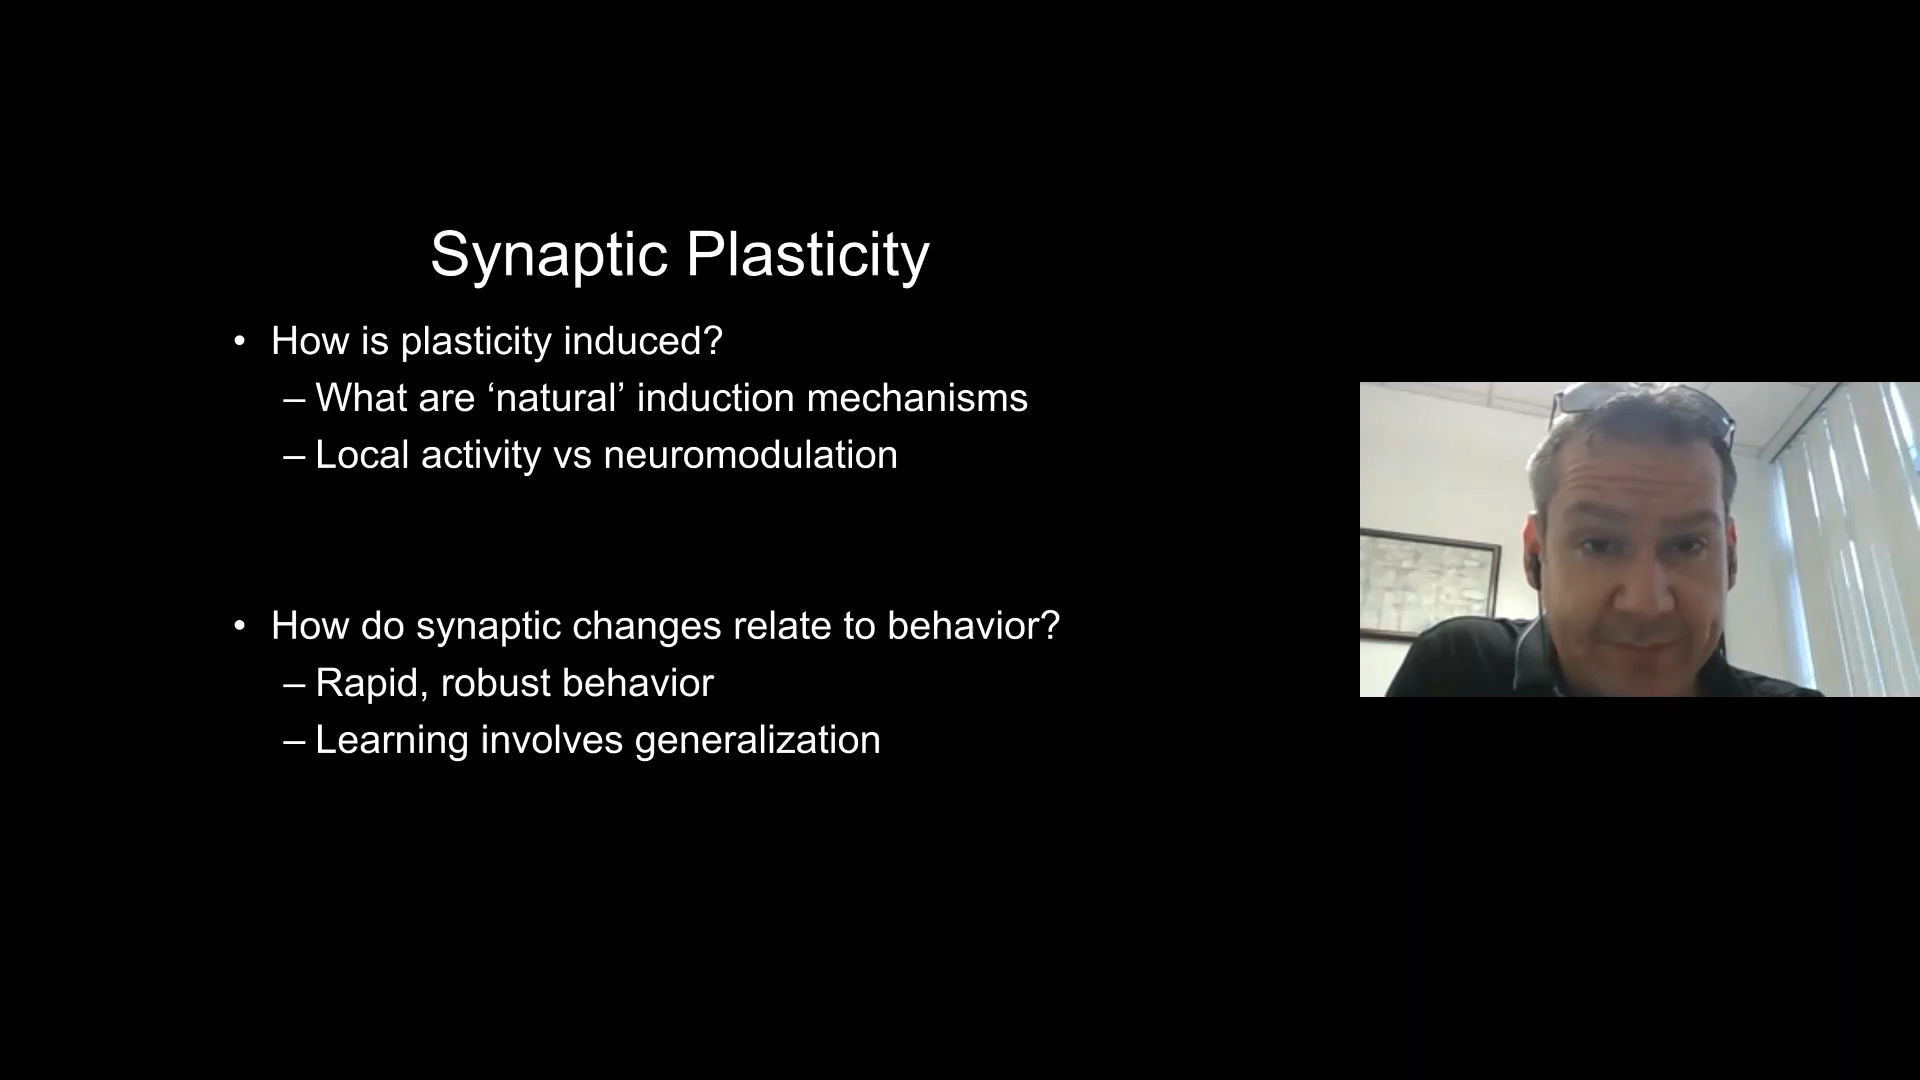 Synaptic Plasticity
• How is plasticity induced?
– What are ‘natural’ induction mechanisms
– Local activity vs neuromodulation
• How do synaptic changes relate to behavior?
– Rapid, robust behavior
– Learning involves generalization